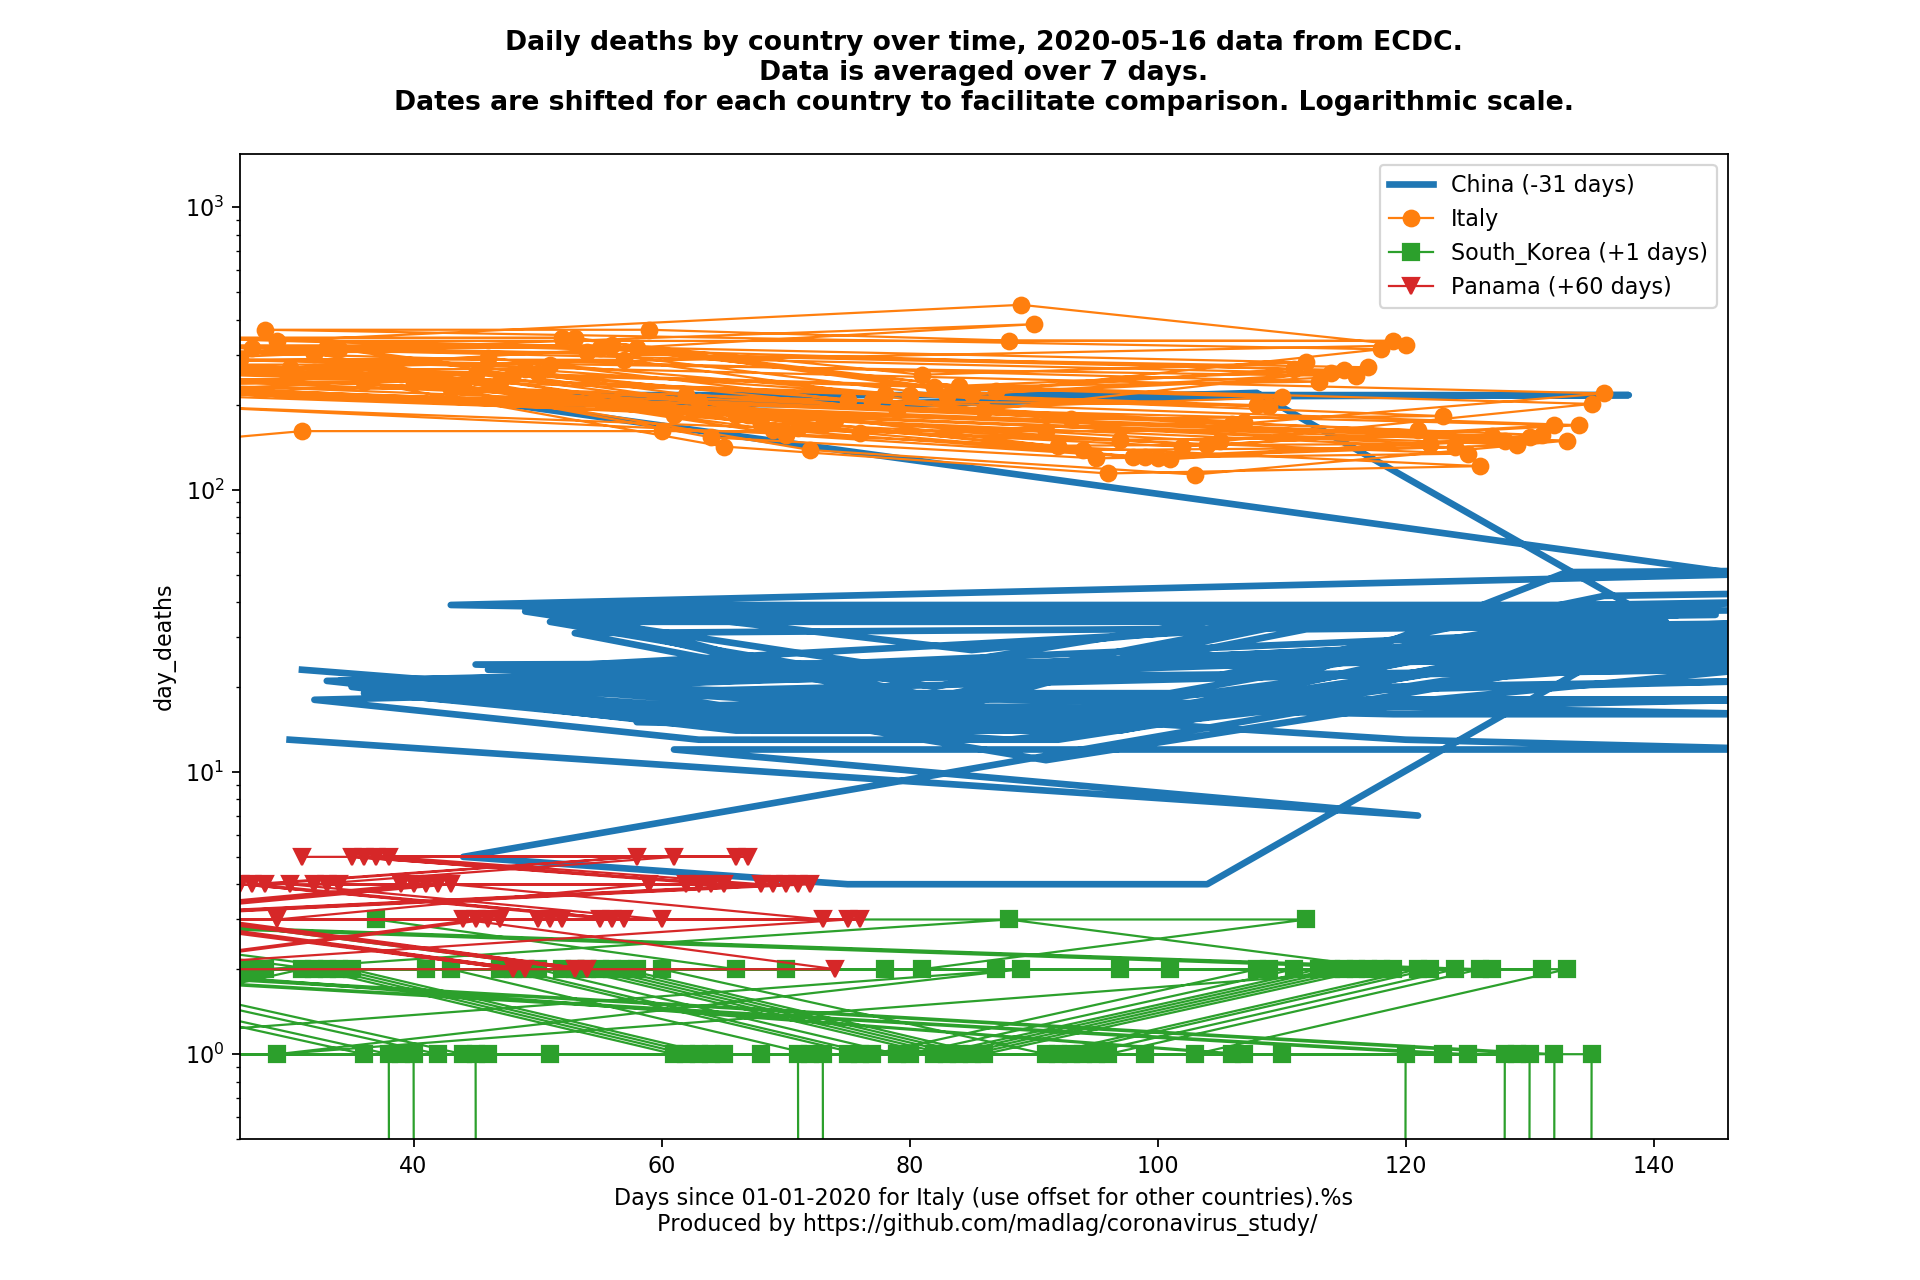 Daily deaths by country over time, 2020-05-16 data from ECDC.
Data is averaged over 7 days.
Dates are shifted for each country to facilitate comparison. Logarithmic scale.
China (-31 days)
Italy
South_Korea (+1 days)
Panama (+60 days)
10³
10²
10¹
10⁰
day_deaths
40 60 80 100 120 140
Days since 01-01-2020 for Italy (use offset for other countries).%s
Produced by https://github.com/madlag/coronavirus_study/